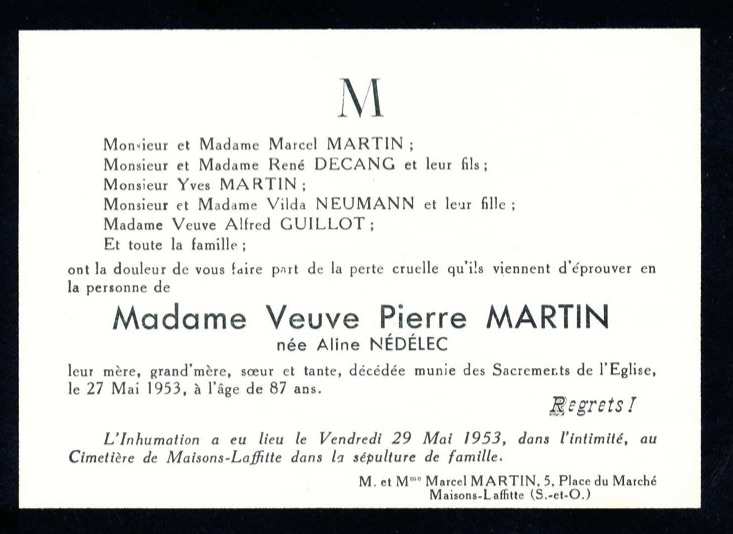 M
Monsieur et Madame Marcel MARTIN ;
Monsieur et Madame René DECANG et leur fils ;
Monsieur Yves MARTIN ;
Monsieur et Madame Vilda NEUMANN et leur fille ;
Madame Veuve Alfred GUILLOT ;
Et toute la famille ;
ont la douleur de vous faire part de la perte cruelle qu'ils viennent d'éprouver en
la personne de
Madame Veuve Pierre MARTIN
née Aline NÉDÉLEC
leur mère, grand'mère, sœur et tante, décédée munie des Sacrements de l'Eglise,
le 27 Mai 1953, à l'âge de 87 ans.
Regrets !
L'Inhumation a eu lieu le Vendredi 29 Mai 1953, dans l'intimité, au
Cimetière de Maisons-Laffitte dans la sépulture de famille.
M. et Mme Marcel MARTIN, 5, Place du Marché
Maisons-Laffitte (S.-et-O.)